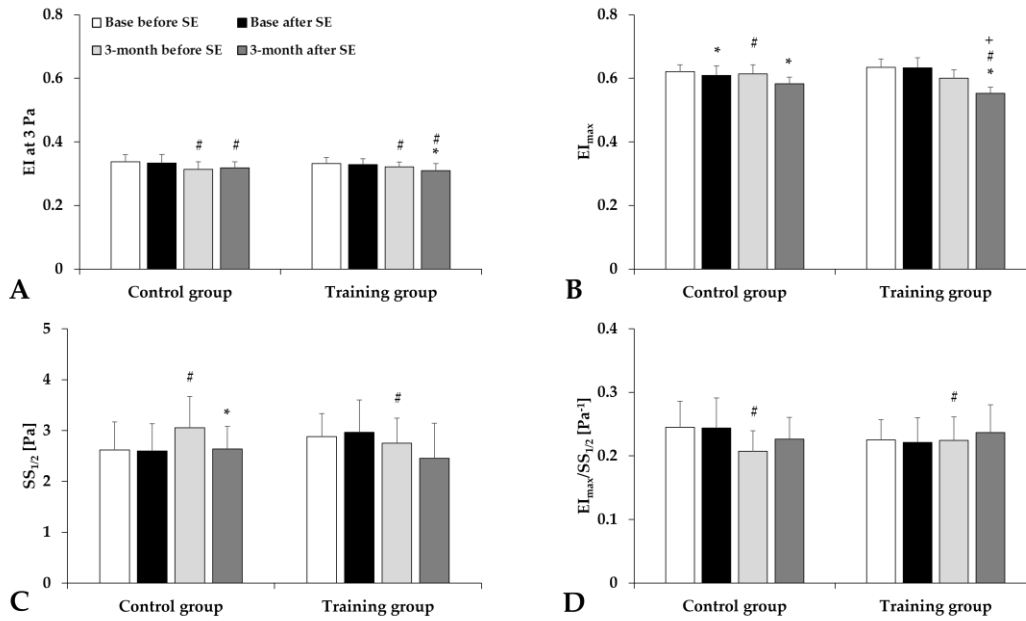 Base before SE
Base after SE
3-month before SE
3-month after SE
EI at 3 Pa
0.8
0.6
0.4
0.2
0
# # # # *
Control group
Training group
A
EImax
0.8
0.6
0.4
0.2
0
* # * + # *
Control group
Training group
B
SS1/2 [Pa]
5
4
3
2
1
0
# * #
Control group
Training group
C
EImax/SS1/2 [Pa-1]
0.4
0.3
0.2
0.1
0
# #
Control group
Training group
D